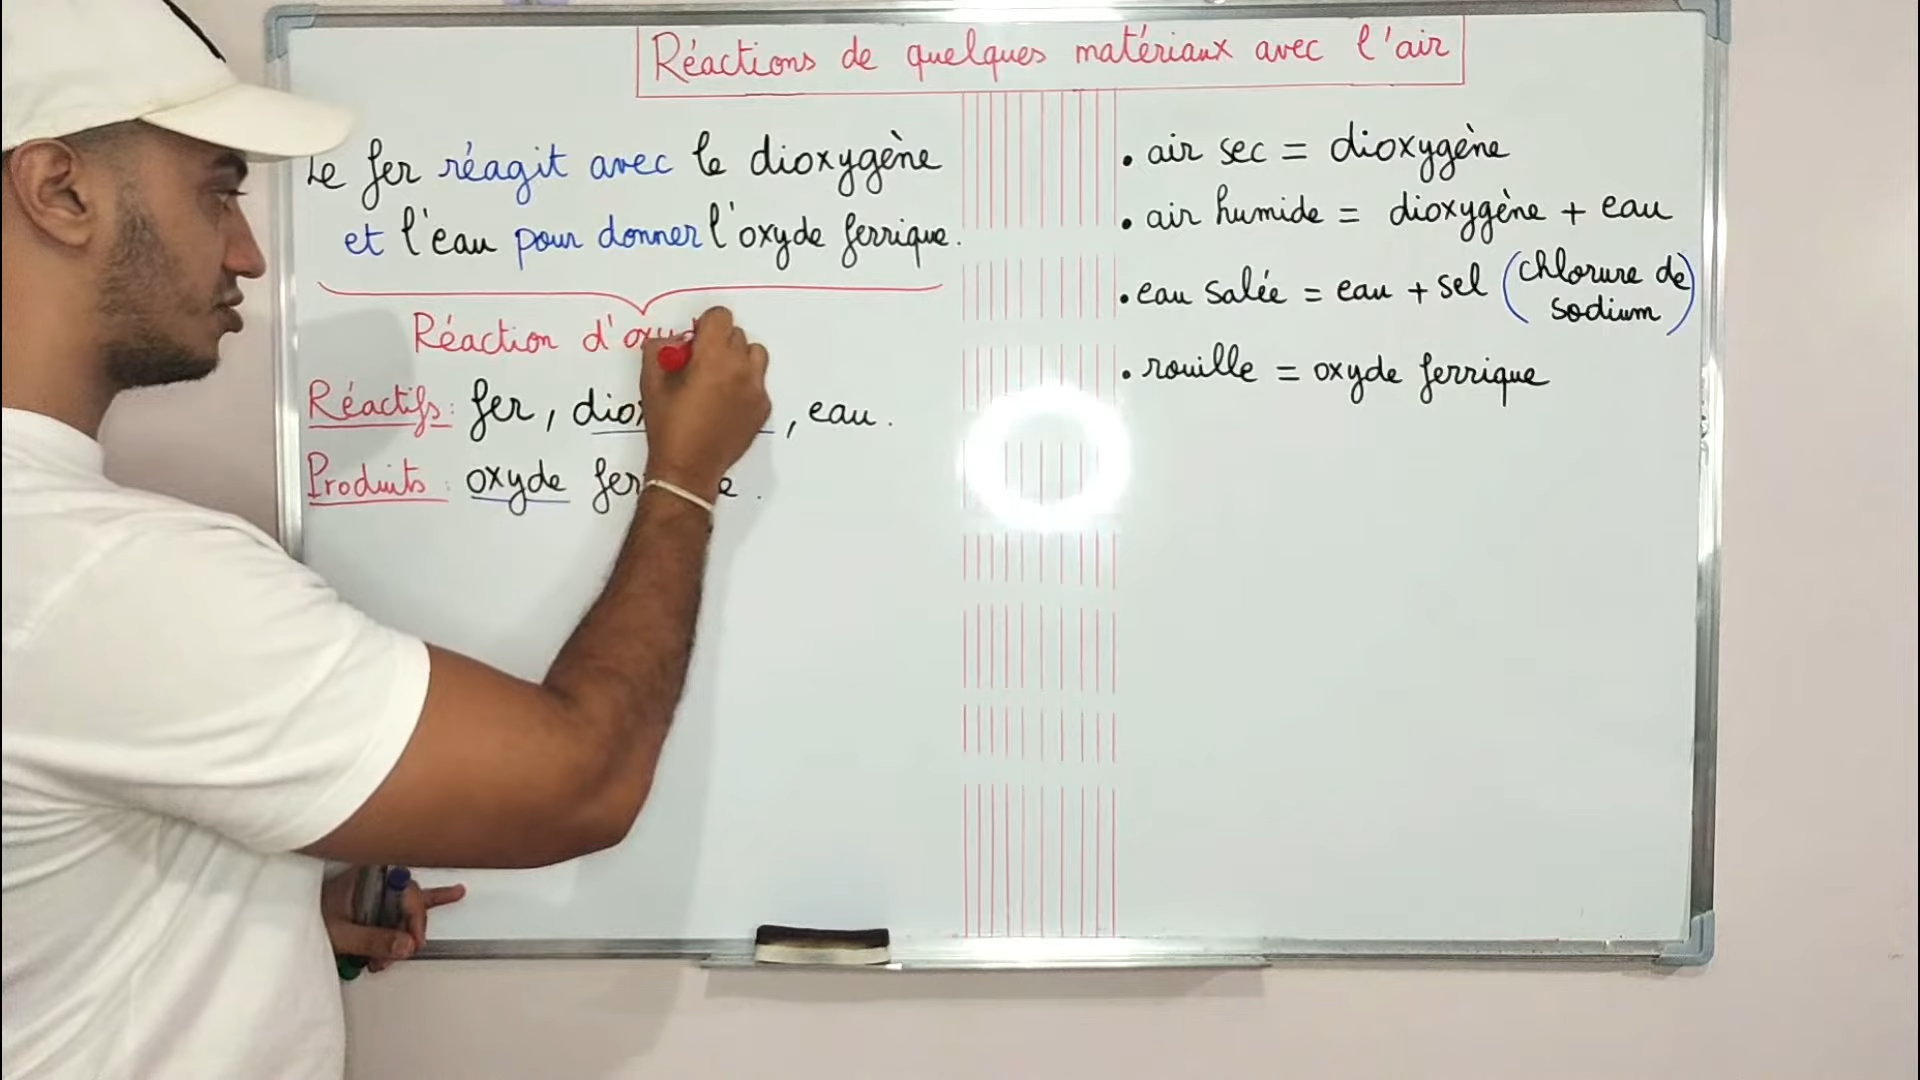 Réactions de quelques matériaux avec l'air
Le fer réagit avec le dioxygène
et l'eau pour donner l'oxyde ferrique.
Réaction
Réactifs: fer, , eau.
Produits: oxyde
• air sec = dioxygène
• air humide = dioxygène + eau
• eau salée = eau + sel (chlorure de
sodium)
• rouille = oxyde ferrique